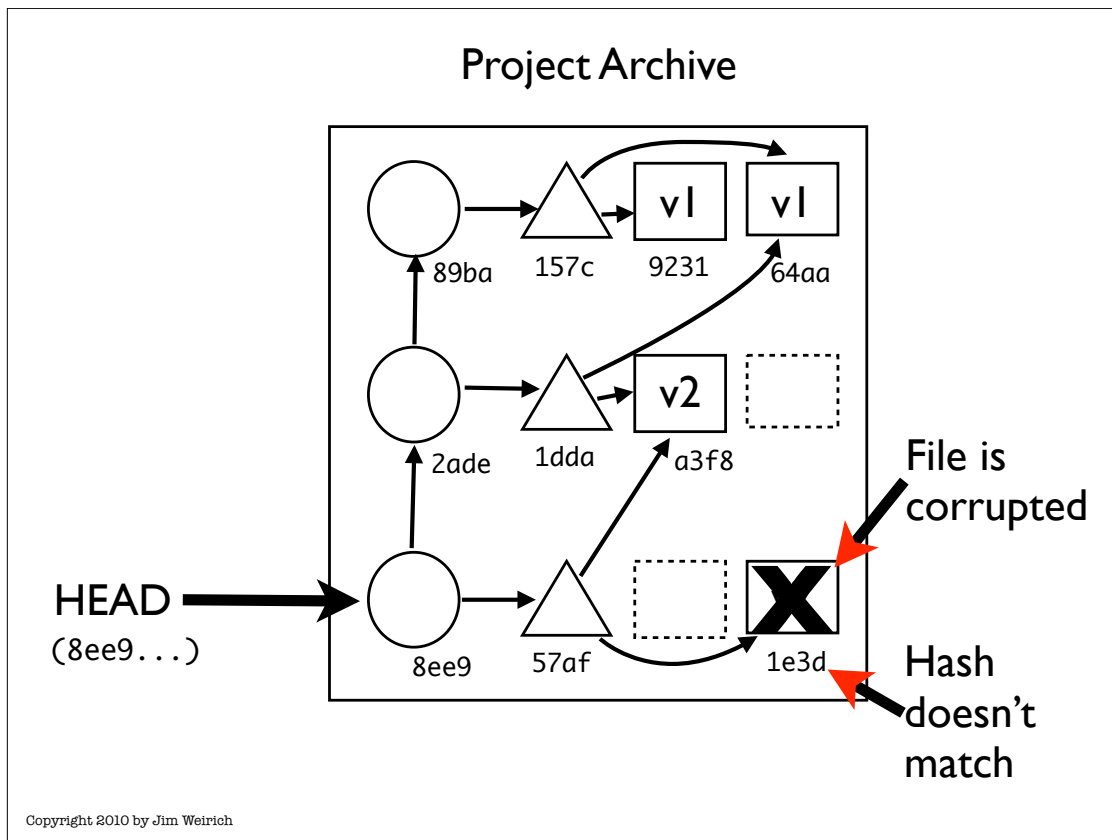 Project Archive
v1
v1
89ba
157c
9231
64aa
v2
2ade
1dda
a3f8
File is
corrupted
HEAD
(8ee9...)
X
8ee9
57af
1e3d
Hash
doesn't
match
Copyright 2010 by Jim Weirich